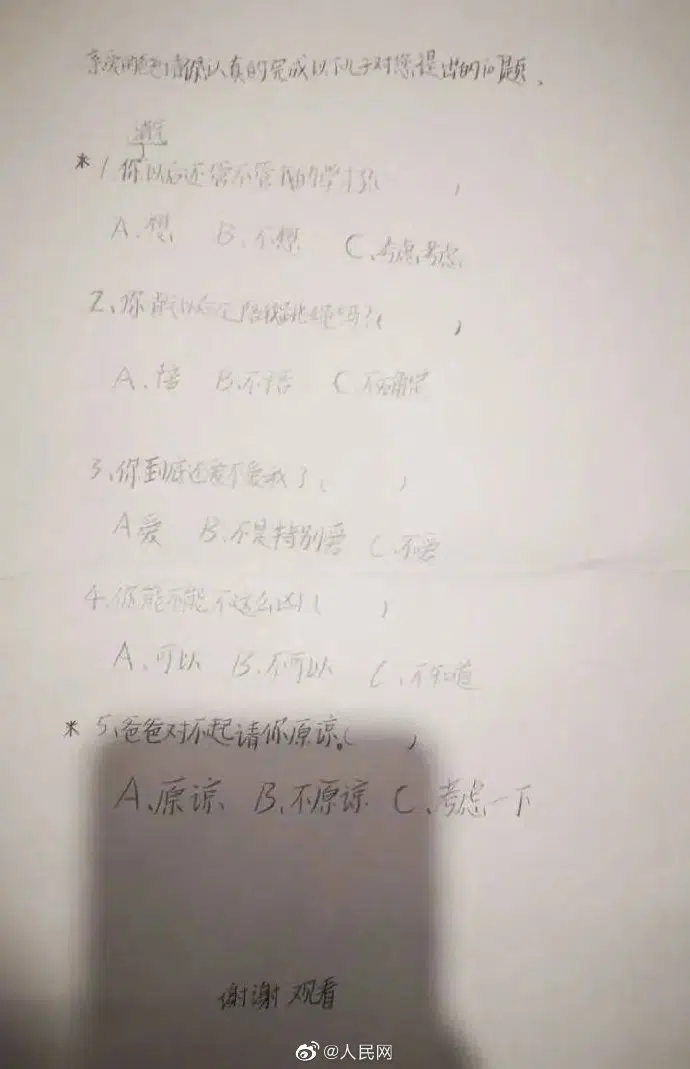 亲爱的爸爸请你认真的完成以下儿子对您提出的问题。
*1.你以后还管不管我的学习了( )
A.想 B.不想 C.考虑考虑
2、你 以后 陪我跳绳吗?( )
A.陪 B.不陪 C.不确定
3、你到底还爱不爱我了( )
A爱 B.不是特别爱 C.不爱
4.你能不能不这么凶( )
A.可以 B.不可以 C.不知道
*5、爸爸对不起请你原谅。( )
A、原谅、 B、不原谅. C、考虑一下
谢谢观看
@人民网